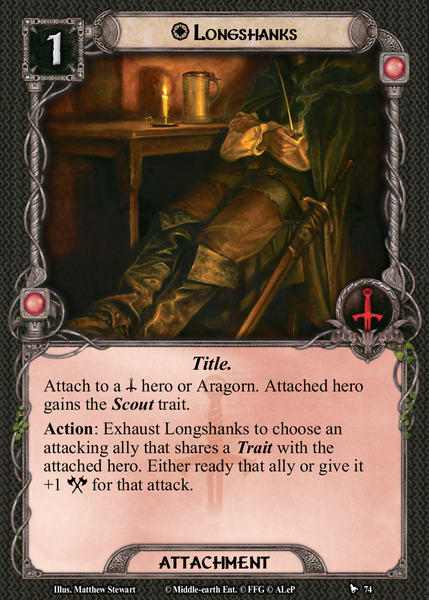 1
Longshanks
Title.
Attach to a hero or Aragorn. Attached hero
gains the Scout trait.
Action: Exhaust Longshanks to choose an
attacking ally that shares a Trait with the
attached hero. Either ready that ally or give it
+1 for that attack.
ATTACHMENT
Illus. Matthew Stewart © Middle-earth Ent. © FFG © ALeP 74